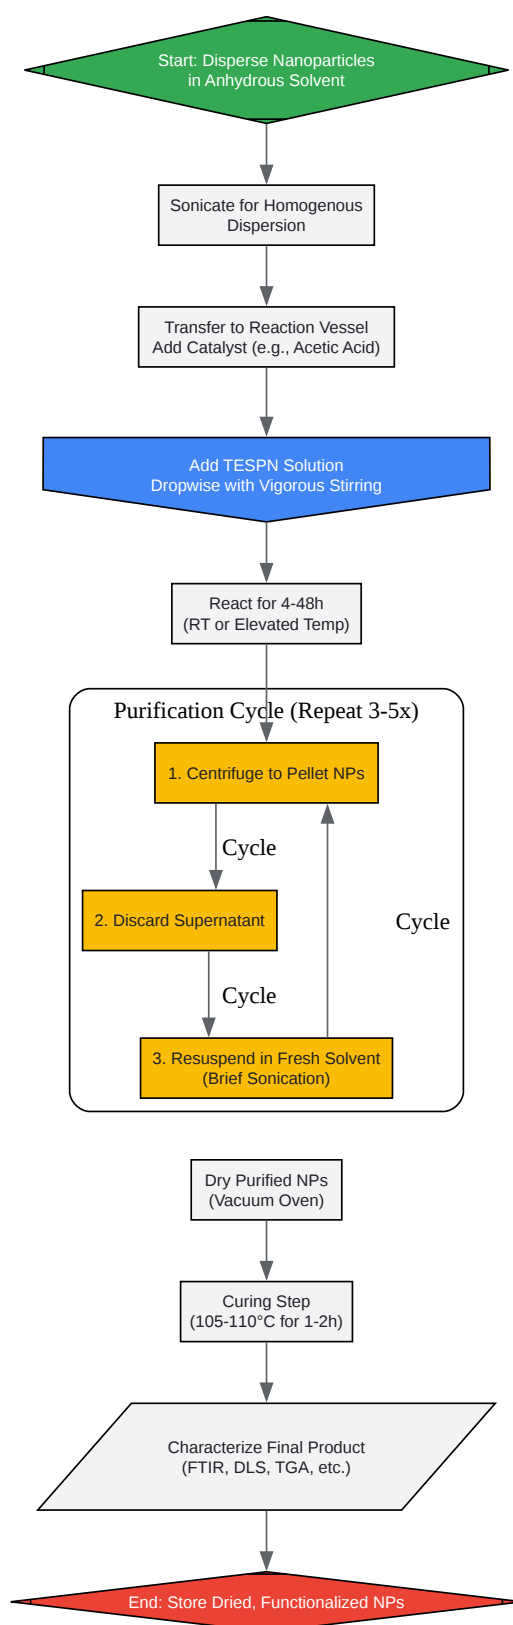 Start: Disperse Nanoparticles
in Anhydrous Solvent
Sonicate for Homogenous
Dispersion
Transfer to Reaction Vessel
Add Catalyst (e.g., Acetic Acid)
Add TESPN Solution
Dropwise with Vigorous Stirring
React for 4-48h
(RT or Elevated Temp)
Purification Cycle (Repeat 3-5x)
1. Centrifuge to Pellet NPs
Cycle
2. Discard Supernatant
Cycle
Cycle
3. Resuspend in Fresh Solvent
(Brief Sonication)
Dry Purified NPs
(Vacuum Oven)
Curing Step
(105-110°C for 1-2h)
Characterize Final Product
(FTIR, DLS, TGA, etc.)
End: Store Dried, Functionalized NPs